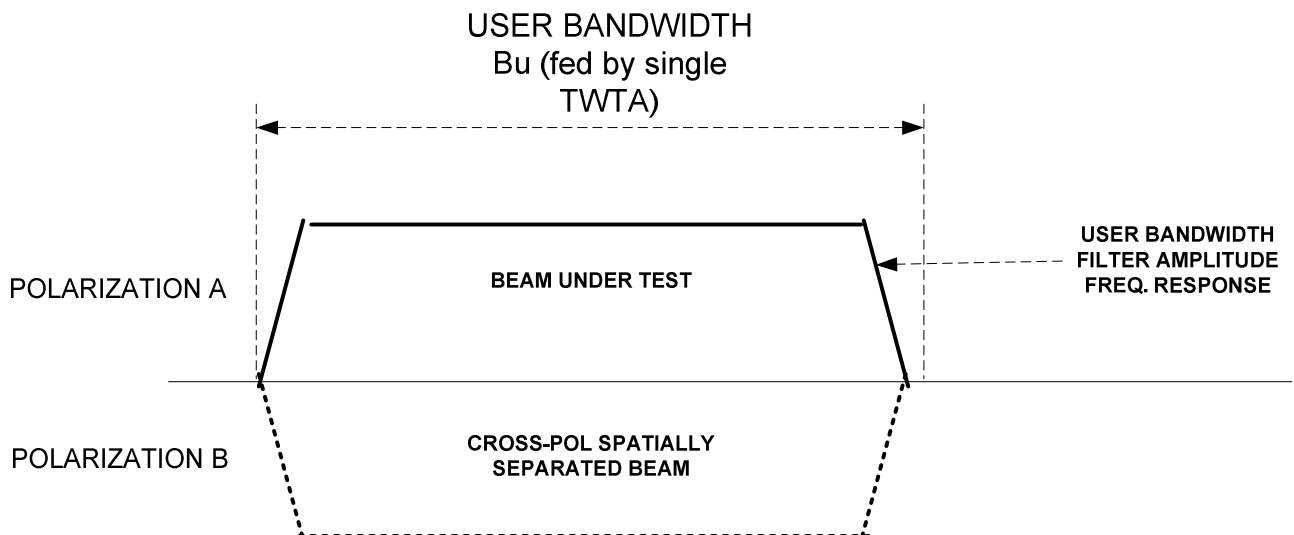 USER BANDWIDTH
Bu (fed by single
TWTA)
USER BANDWIDTH
FILTER AMPLITUDE
FREQ. RESPONSE
POLARIZATION A
BEAM UNDER TEST
POLARIZATION B
CROSS-POL SPATIALLY
SEPARATED BEAM